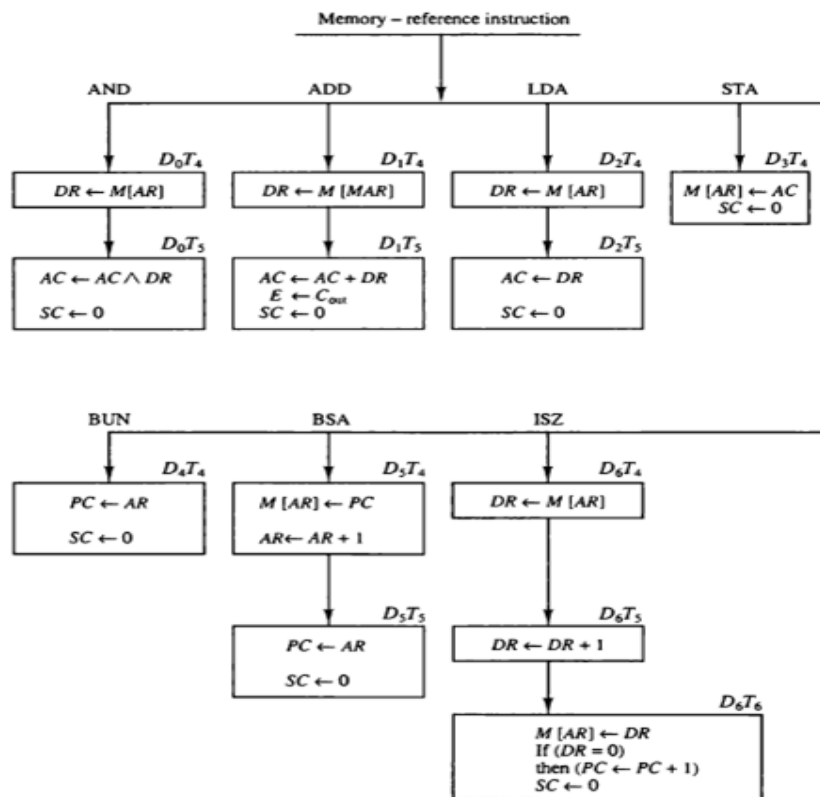 Memory – reference instruction
AND ADD LDA STA
D₀T₄ D₁T₄ D₂T₄ D₃T₄
DR ← M[AR] DR ← M [MAR] DR ← M [AR] M [AR] ← AC
SC ← 0
D₀T₅ D₁T₅ D₂T₅
AC ← AC ∧ DR AC ← AC + DR AC ← DR
E ← Cout
SC ← 0 SC ← 0 SC ← 0
BUN BSA ISZ
D₄T₄ D₅T₄ D₆T₄
PC ← AR M [AR] ← PC DR ← M [AR]
SC ← 0 AR ← AR + 1
D₅T₅ D₆T₅
PC ← AR DR ← DR + 1
SC ← 0
D₆T₆
M [AR] ← DR
If (DR = 0)
then (PC ← PC + 1)
SC ← 0